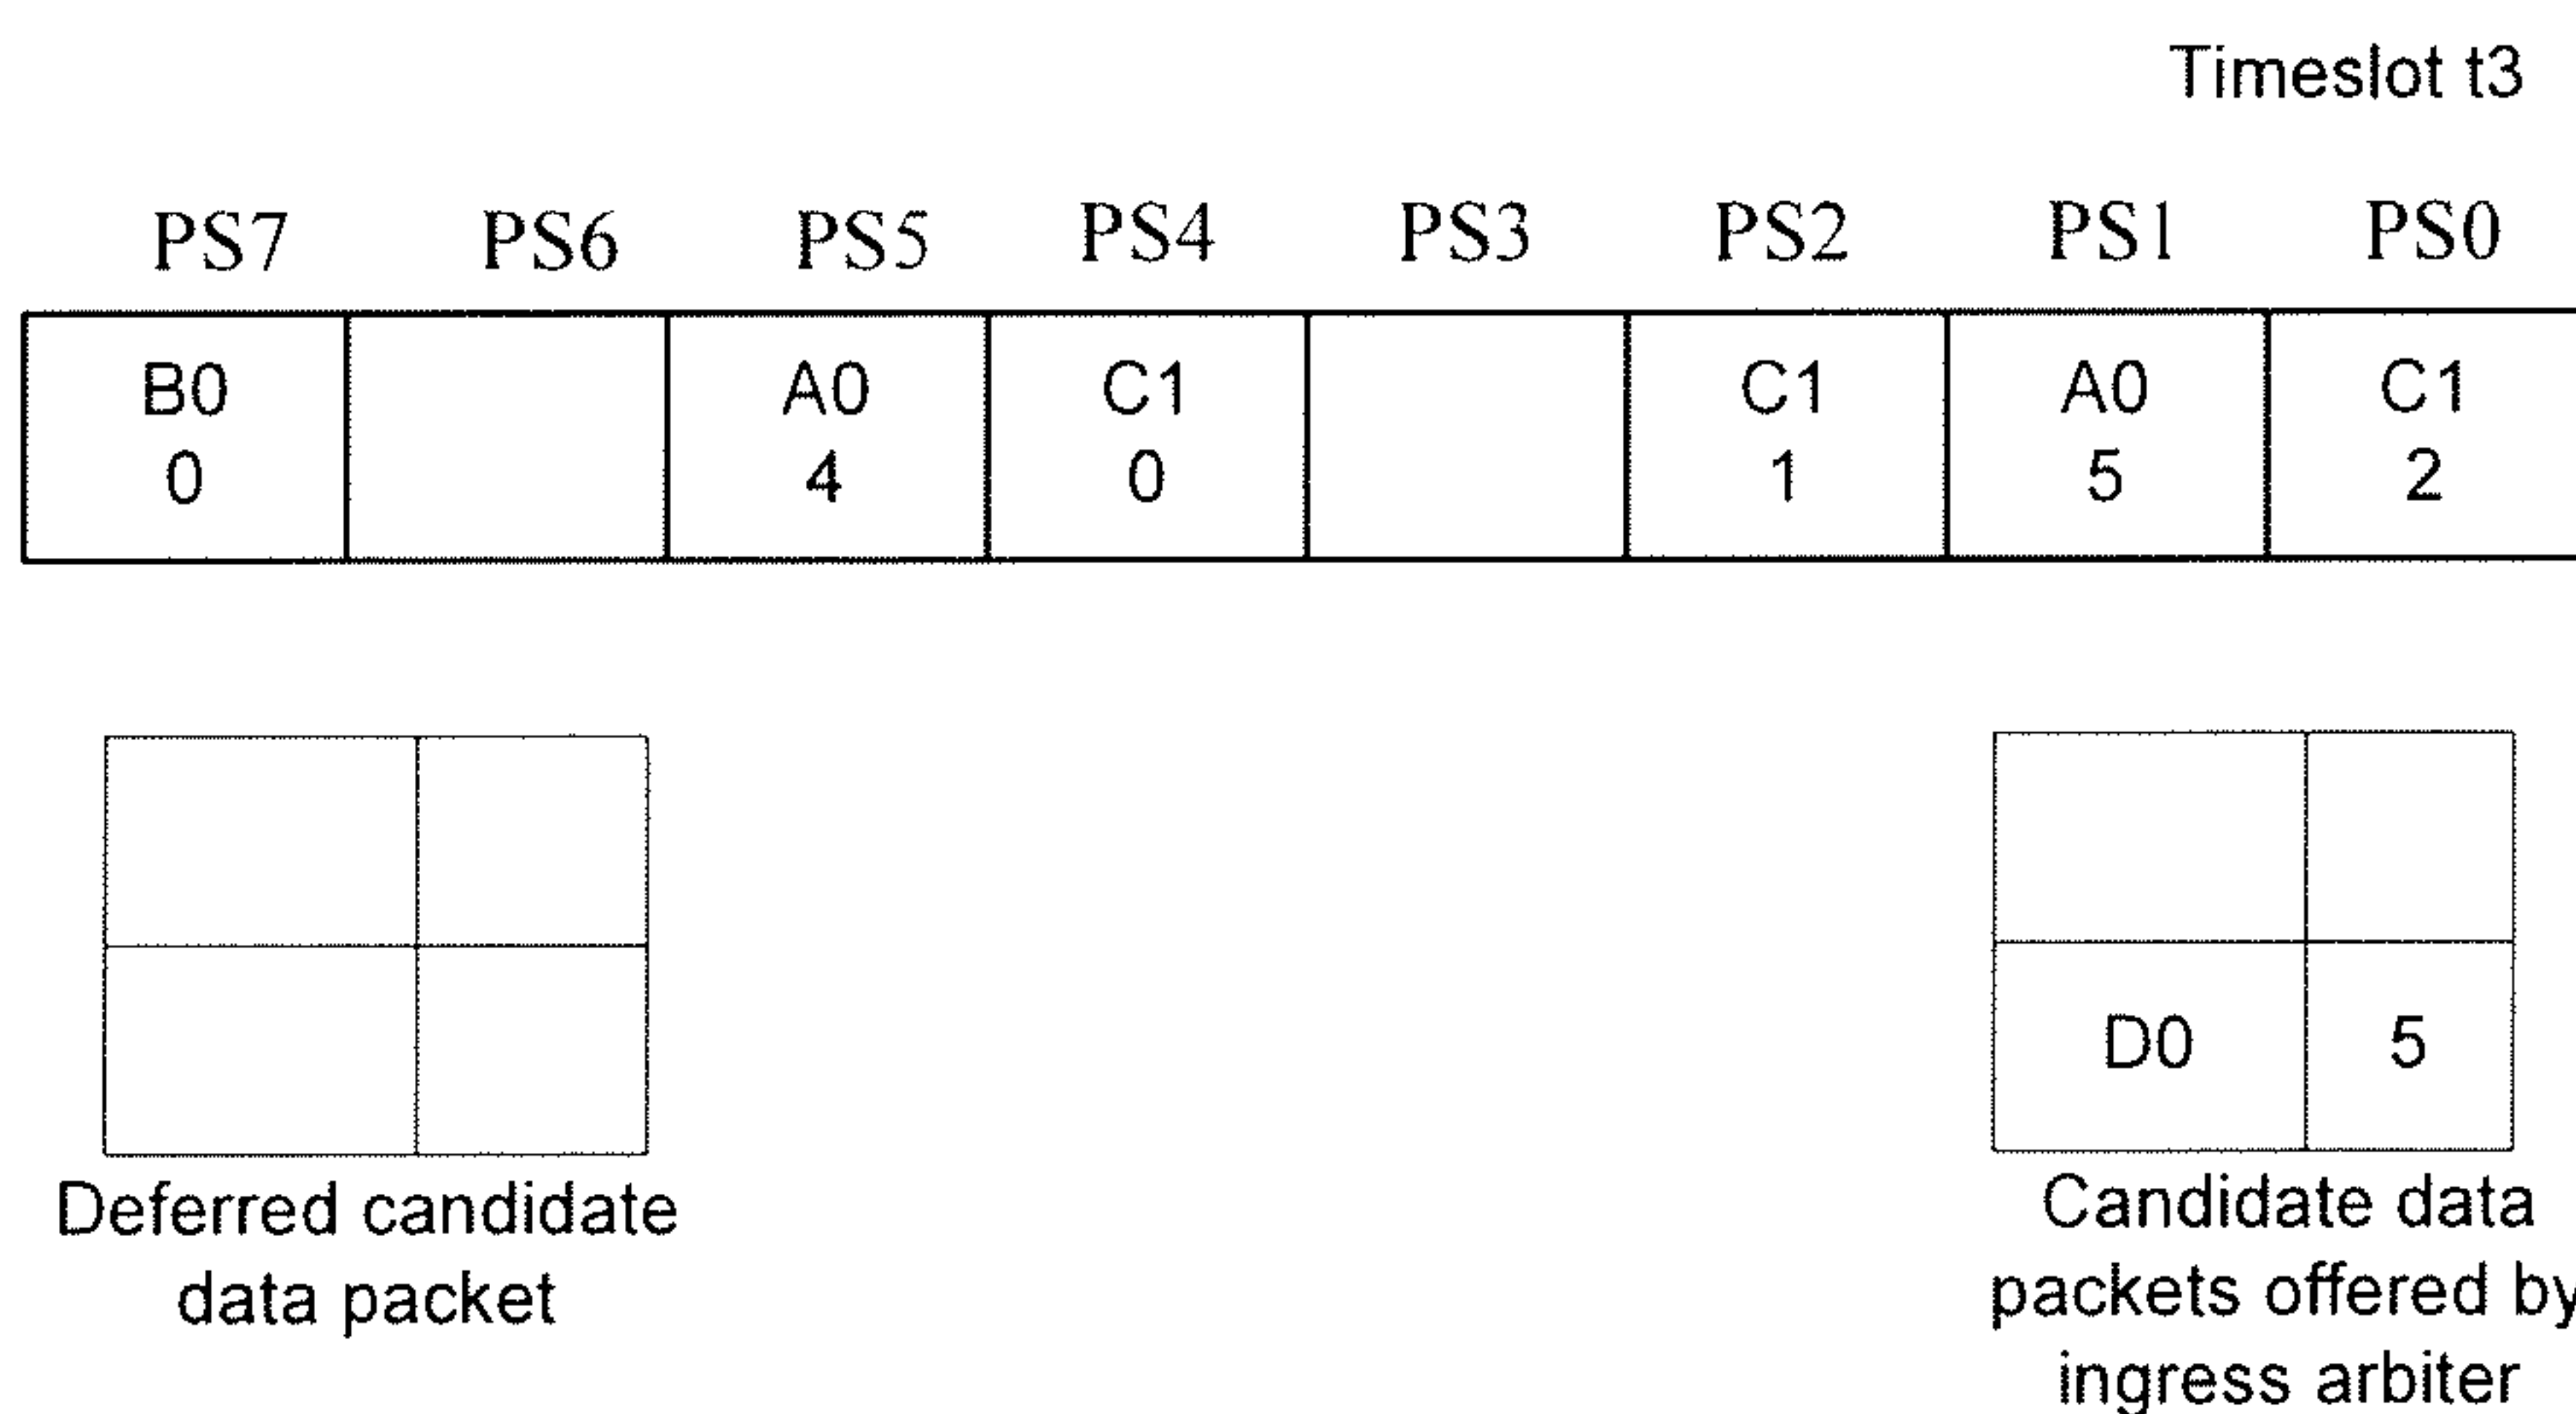 Timeslot t3
PS7 PS6 PS5 PS4 PS3 PS2 PS1 PS0
B0 A0 C1 C1 A0 C1
0 4 0 1 5 2
D0 5
Deferred candidate
data packet
Candidate data
packets offered by
ingress arbiter